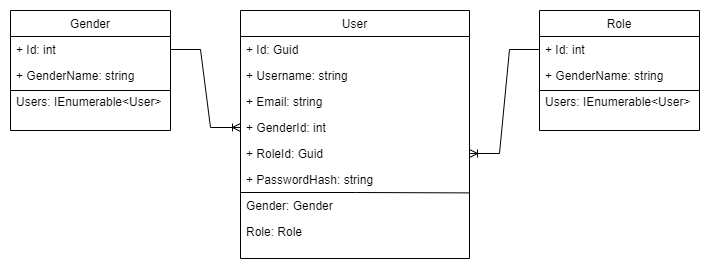 Gender
+ Id: int
+ GenderName: string
Users: IEnumerable<User>
User
+ Id: Guid
+ Username: string
+ Email: string
+ GenderId: int
+ RoleId: Guid
+ PasswordHash: string
Gender: Gender
Role: Role
Role
+ Id: int
+ GenderName: string
Users: IEnumerable<User>